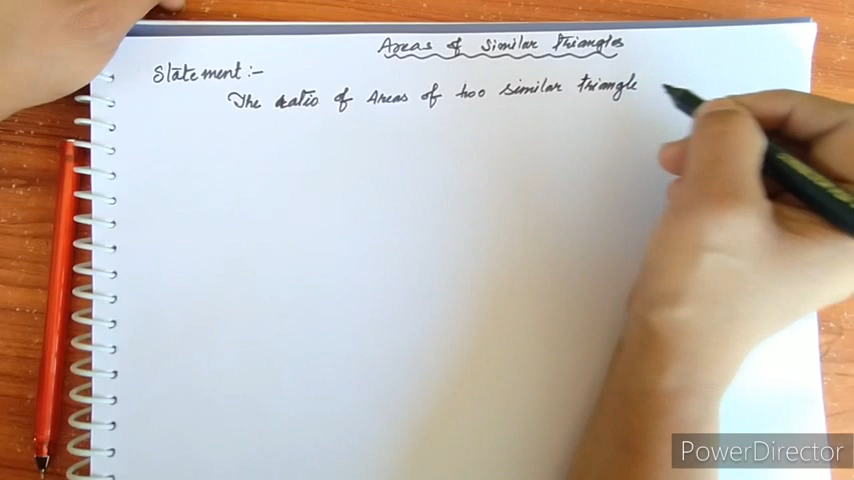 Areas of Similar Triangles
Statement :-
The ratio of Areas of two similar triangle
PowerDirector